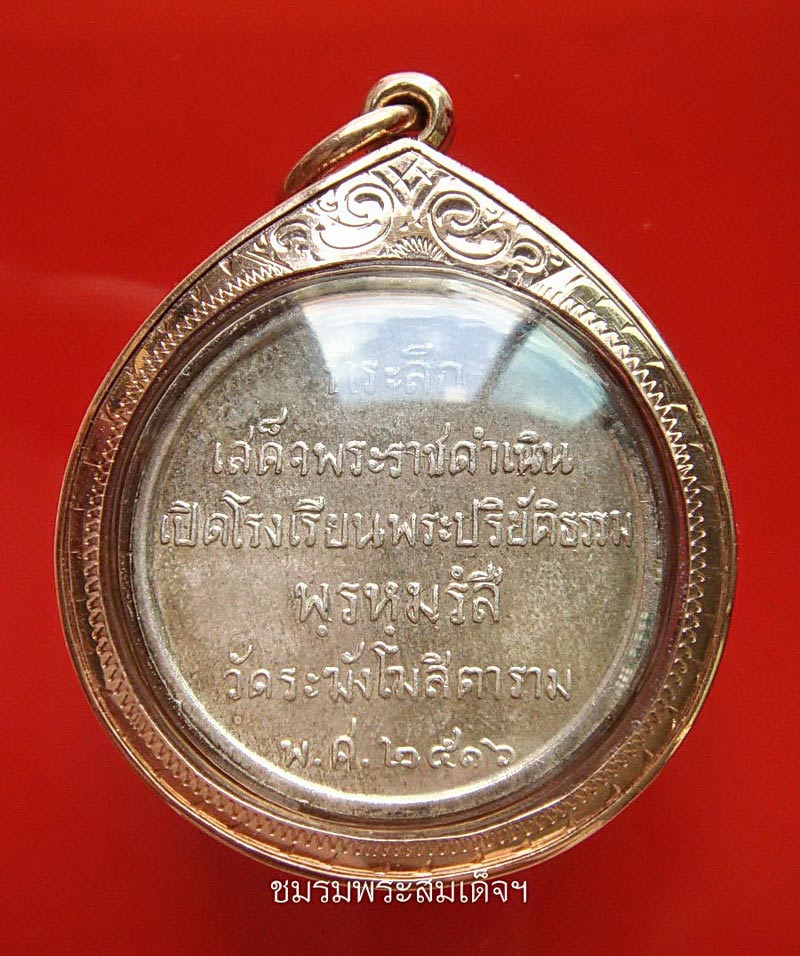 ที่ระลึก
เสด็จพระราชดำเนิน
เปิดโรงเรียนพระปริยัติธรรม
พฺรหฺมรํสี
วัดระฆังโฆสิตาราม
พ.ศ. ๒๕๑๖
ชมรมพระสมเด็จฯ